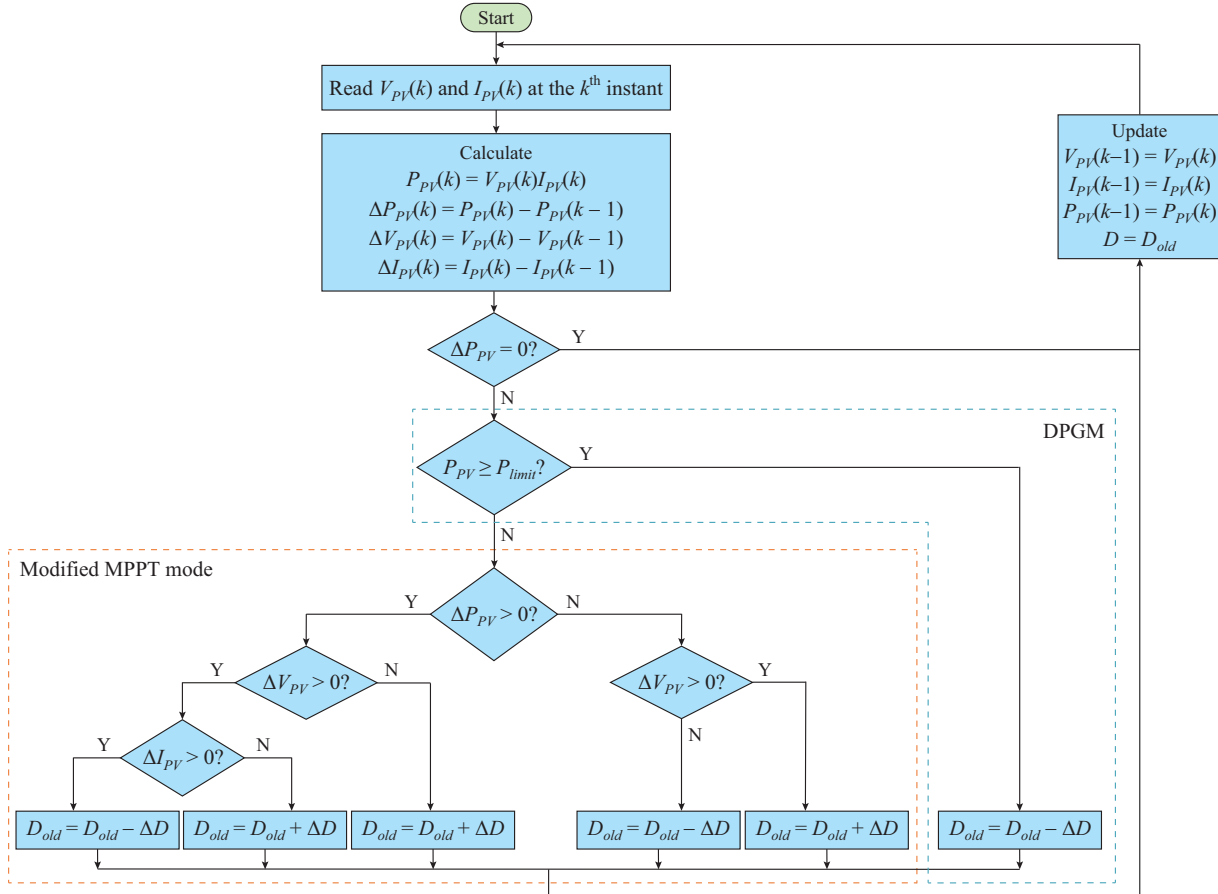 Start
Read V_PV(k) and I_PV(k) at the k^th instant
Calculate
P_PV(k) = V_PV(k)I_PV(k)
ΔP_PV(k) = P_PV(k) – P_PV(k – 1)
ΔV_PV(k) = V_PV(k) – V_PV(k – 1)
ΔI_PV(k) = I_PV(k) – I_PV(k – 1)
Update
V_PV(k–1) = V_PV(k)
I_PV(k–1) = I_PV(k)
P_PV(k–1) = P_PV(k)
D = D_old
ΔP_PV = 0?
Y
N
DPGM
P_PV ≥ P_limit?
Y
N
Modified MPPT mode
ΔP_PV > 0?
Y
N
ΔV_PV > 0?
Y
N
ΔV_PV > 0?
Y
N
ΔI_PV > 0?
Y
N
D_old = D_old – ΔD
D_old = D_old + ΔD
D_old = D_old + ΔD
D_old = D_old – ΔD
D_old = D_old + ΔD
D_old = D_old – ΔD